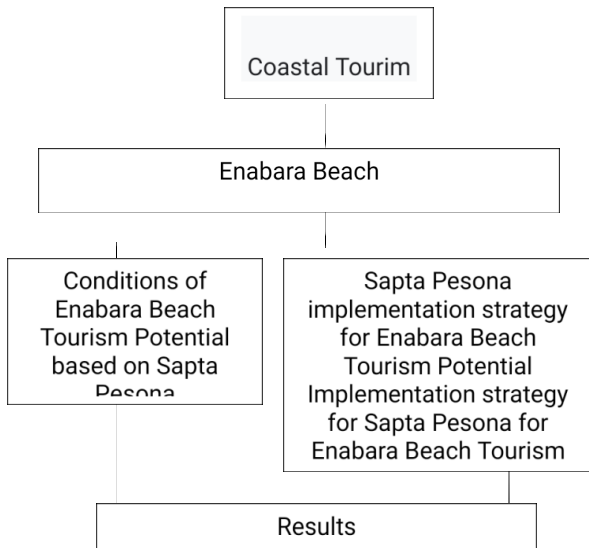 Coastal Tourim
Enabara Beach
Conditions of
Enabara Beach
Tourism Potential
based on Sapta
Pesona
Sapta Pesona
implementation strategy
for Enabara Beach
Tourism Potential
Implementation strategy
for Sapta Pesona for
Enabara Beach Tourism
Results